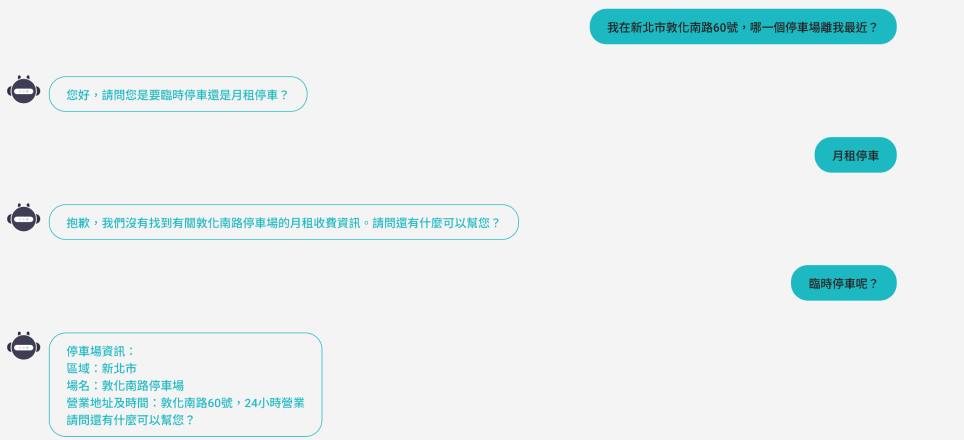 我在新北市敦化南路60號，哪一個停車場離我最近？
您好，請問您是要臨時停車還是月租停車？
月租停車
抱歉，我們沒有找到有關敦化南路停車場的月租收費資訊。請問還有什麼可以幫您？
臨時停車呢？
停車場資訊：
區域：新北市
場名：敦化南路停車場
營業地址及時間：敦化南路60號，24小時營業
請問還有什麼可以幫您？